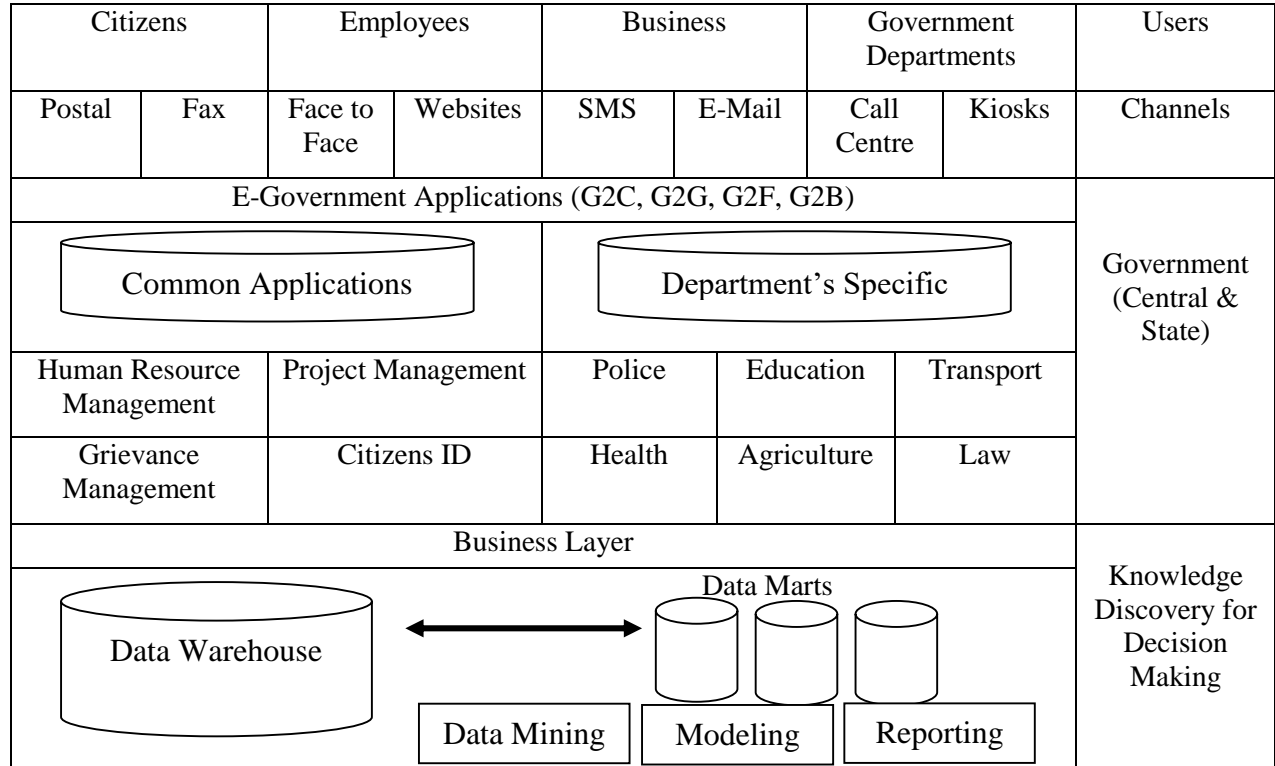 Citizens
Employees
Business
Government
Departments
Users
Postal
Fax
Face to
Face
Websites
SMS
E-Mail
Call
Centre
Kiosks
Channels
E-Government Applications (G2C, G2G, G2F, G2B)
Common Applications
Department’s Specific
Government
(Central &
State)
Human Resource
Management
Project Management
Police
Education
Transport
Grievance
Management
Citizens ID
Health
Agriculture
Law
Business Layer
Data Warehouse
Data Marts
Data Mining
Modeling
Reporting
Knowledge
Discovery for
Decision
Making